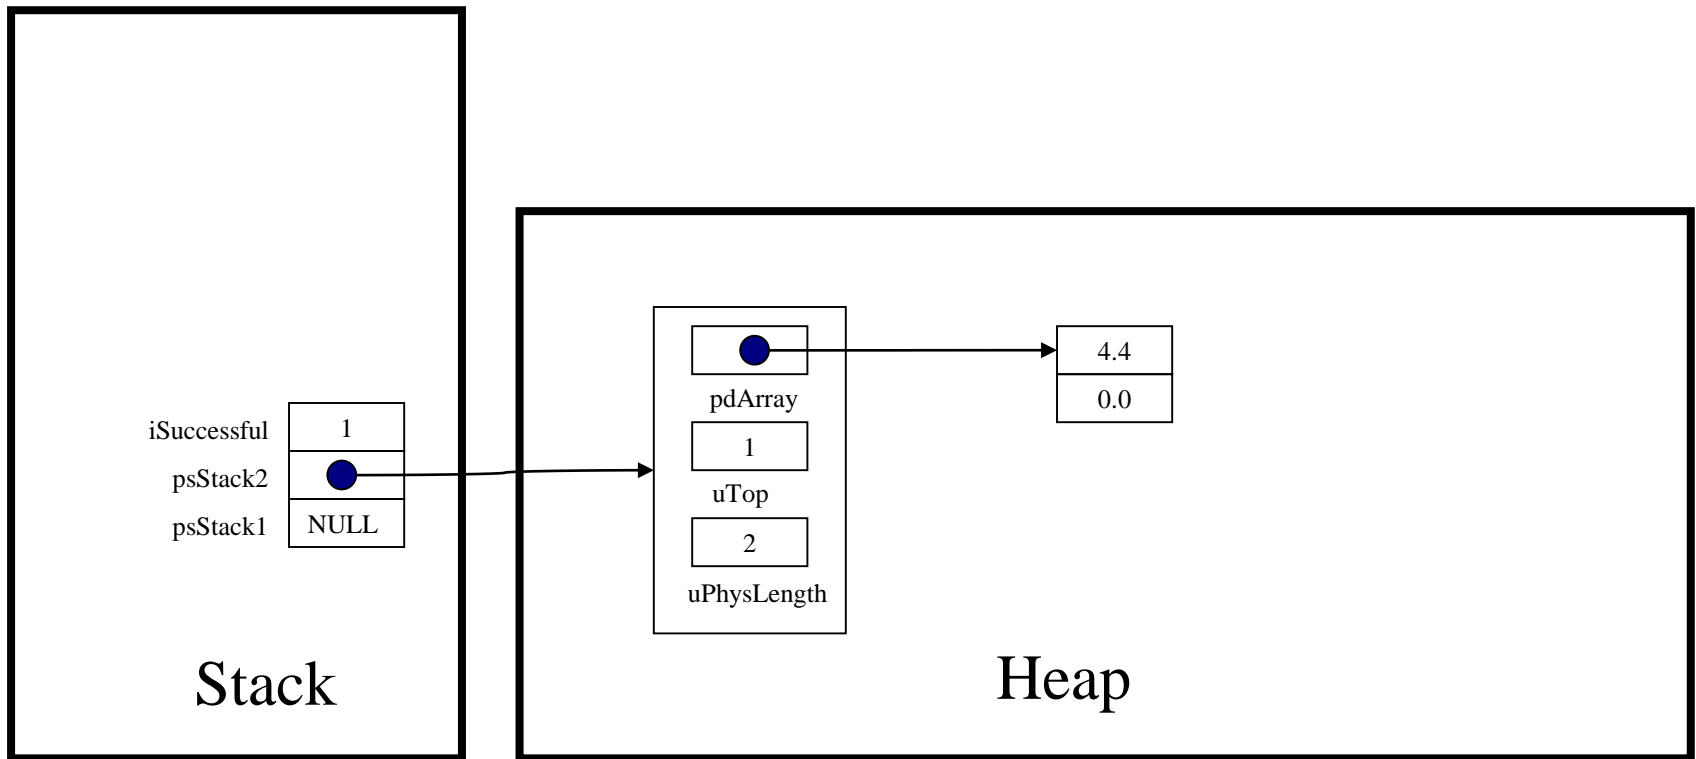 4.4
pdArray
0.0
iSuccessful 1
1
psStack2
uTop
psStack1 NULL
2
uPhysLength
Stack
Heap